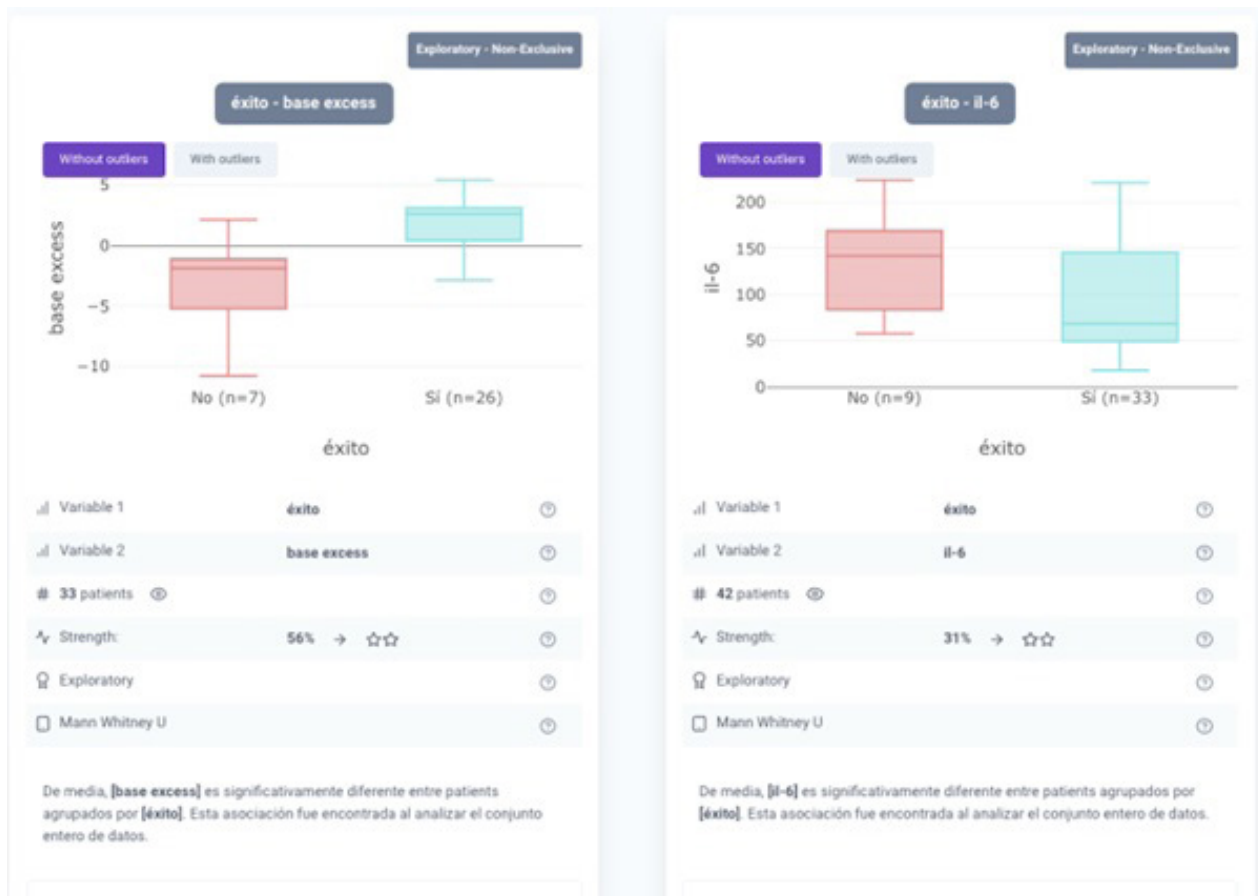 Exploratory - Non-Exclusive
éxito - base excess
Without outliers
With outliers
base excess
5
0
−5
−10
No (n=7)
Sí (n=26)
éxito
Variable 1
éxito
Variable 2
base excess
# 33 patients
Strength:
56% →
Exploratory
Mann Whitney U
De media, [base excess] es significativamente diferente entre patients
agrupados por [éxito]. Esta asociación fue encontrada al analizar el conjunto
entero de datos.
Exploratory - Non-Exclusive
éxito - il-6
Without outliers
With outliers
il-6
200
150
100
50
0
No (n=9)
Sí (n=33)
éxito
Variable 1
éxito
Variable 2
il-6
# 42 patients
Strength:
31% →
Exploratory
Mann Whitney U
De media, [il-6] es significativamente diferente entre patients agrupados por
[éxito]. Esta asociación fue encontrada al analizar el conjunto entero de datos.